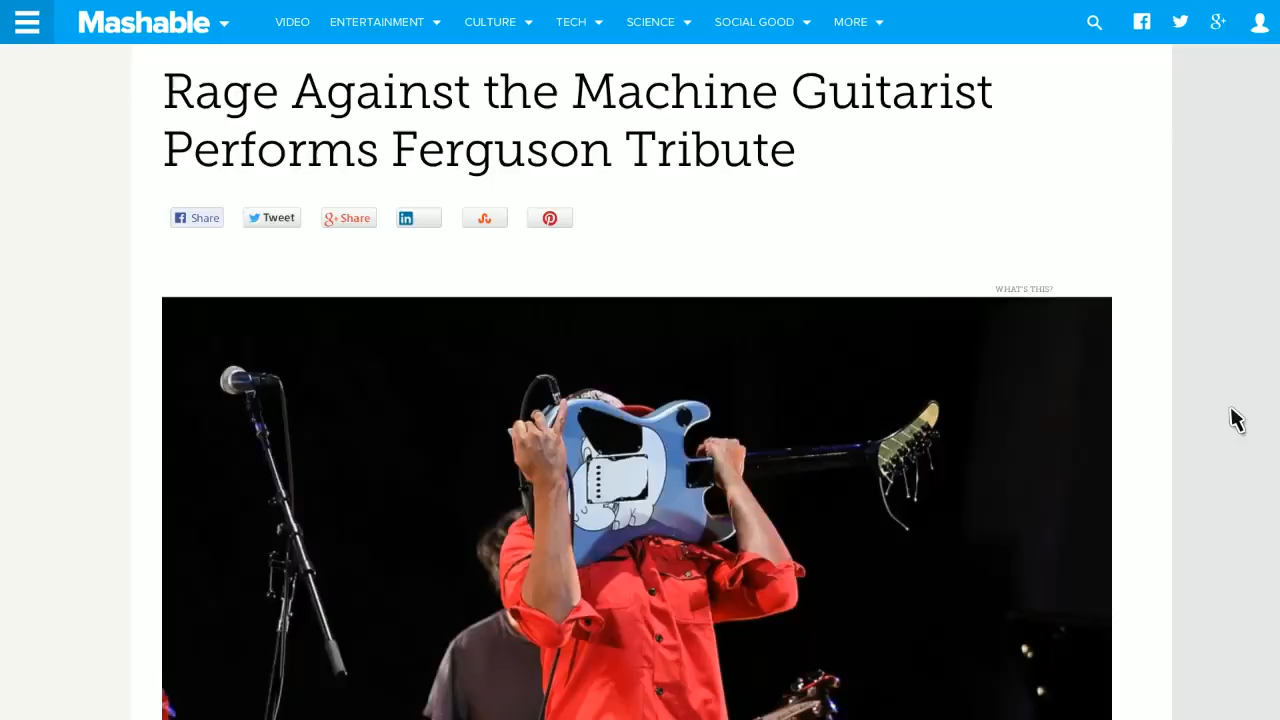 Mashable VIDEO ENTERTAINMENT CULTURE TECH SCIENCE SOCIAL GOOD MORE
Rage Against the Machine Guitarist
Performs Ferguson Tribute
Share Tweet Share
WHAT'S THIS?